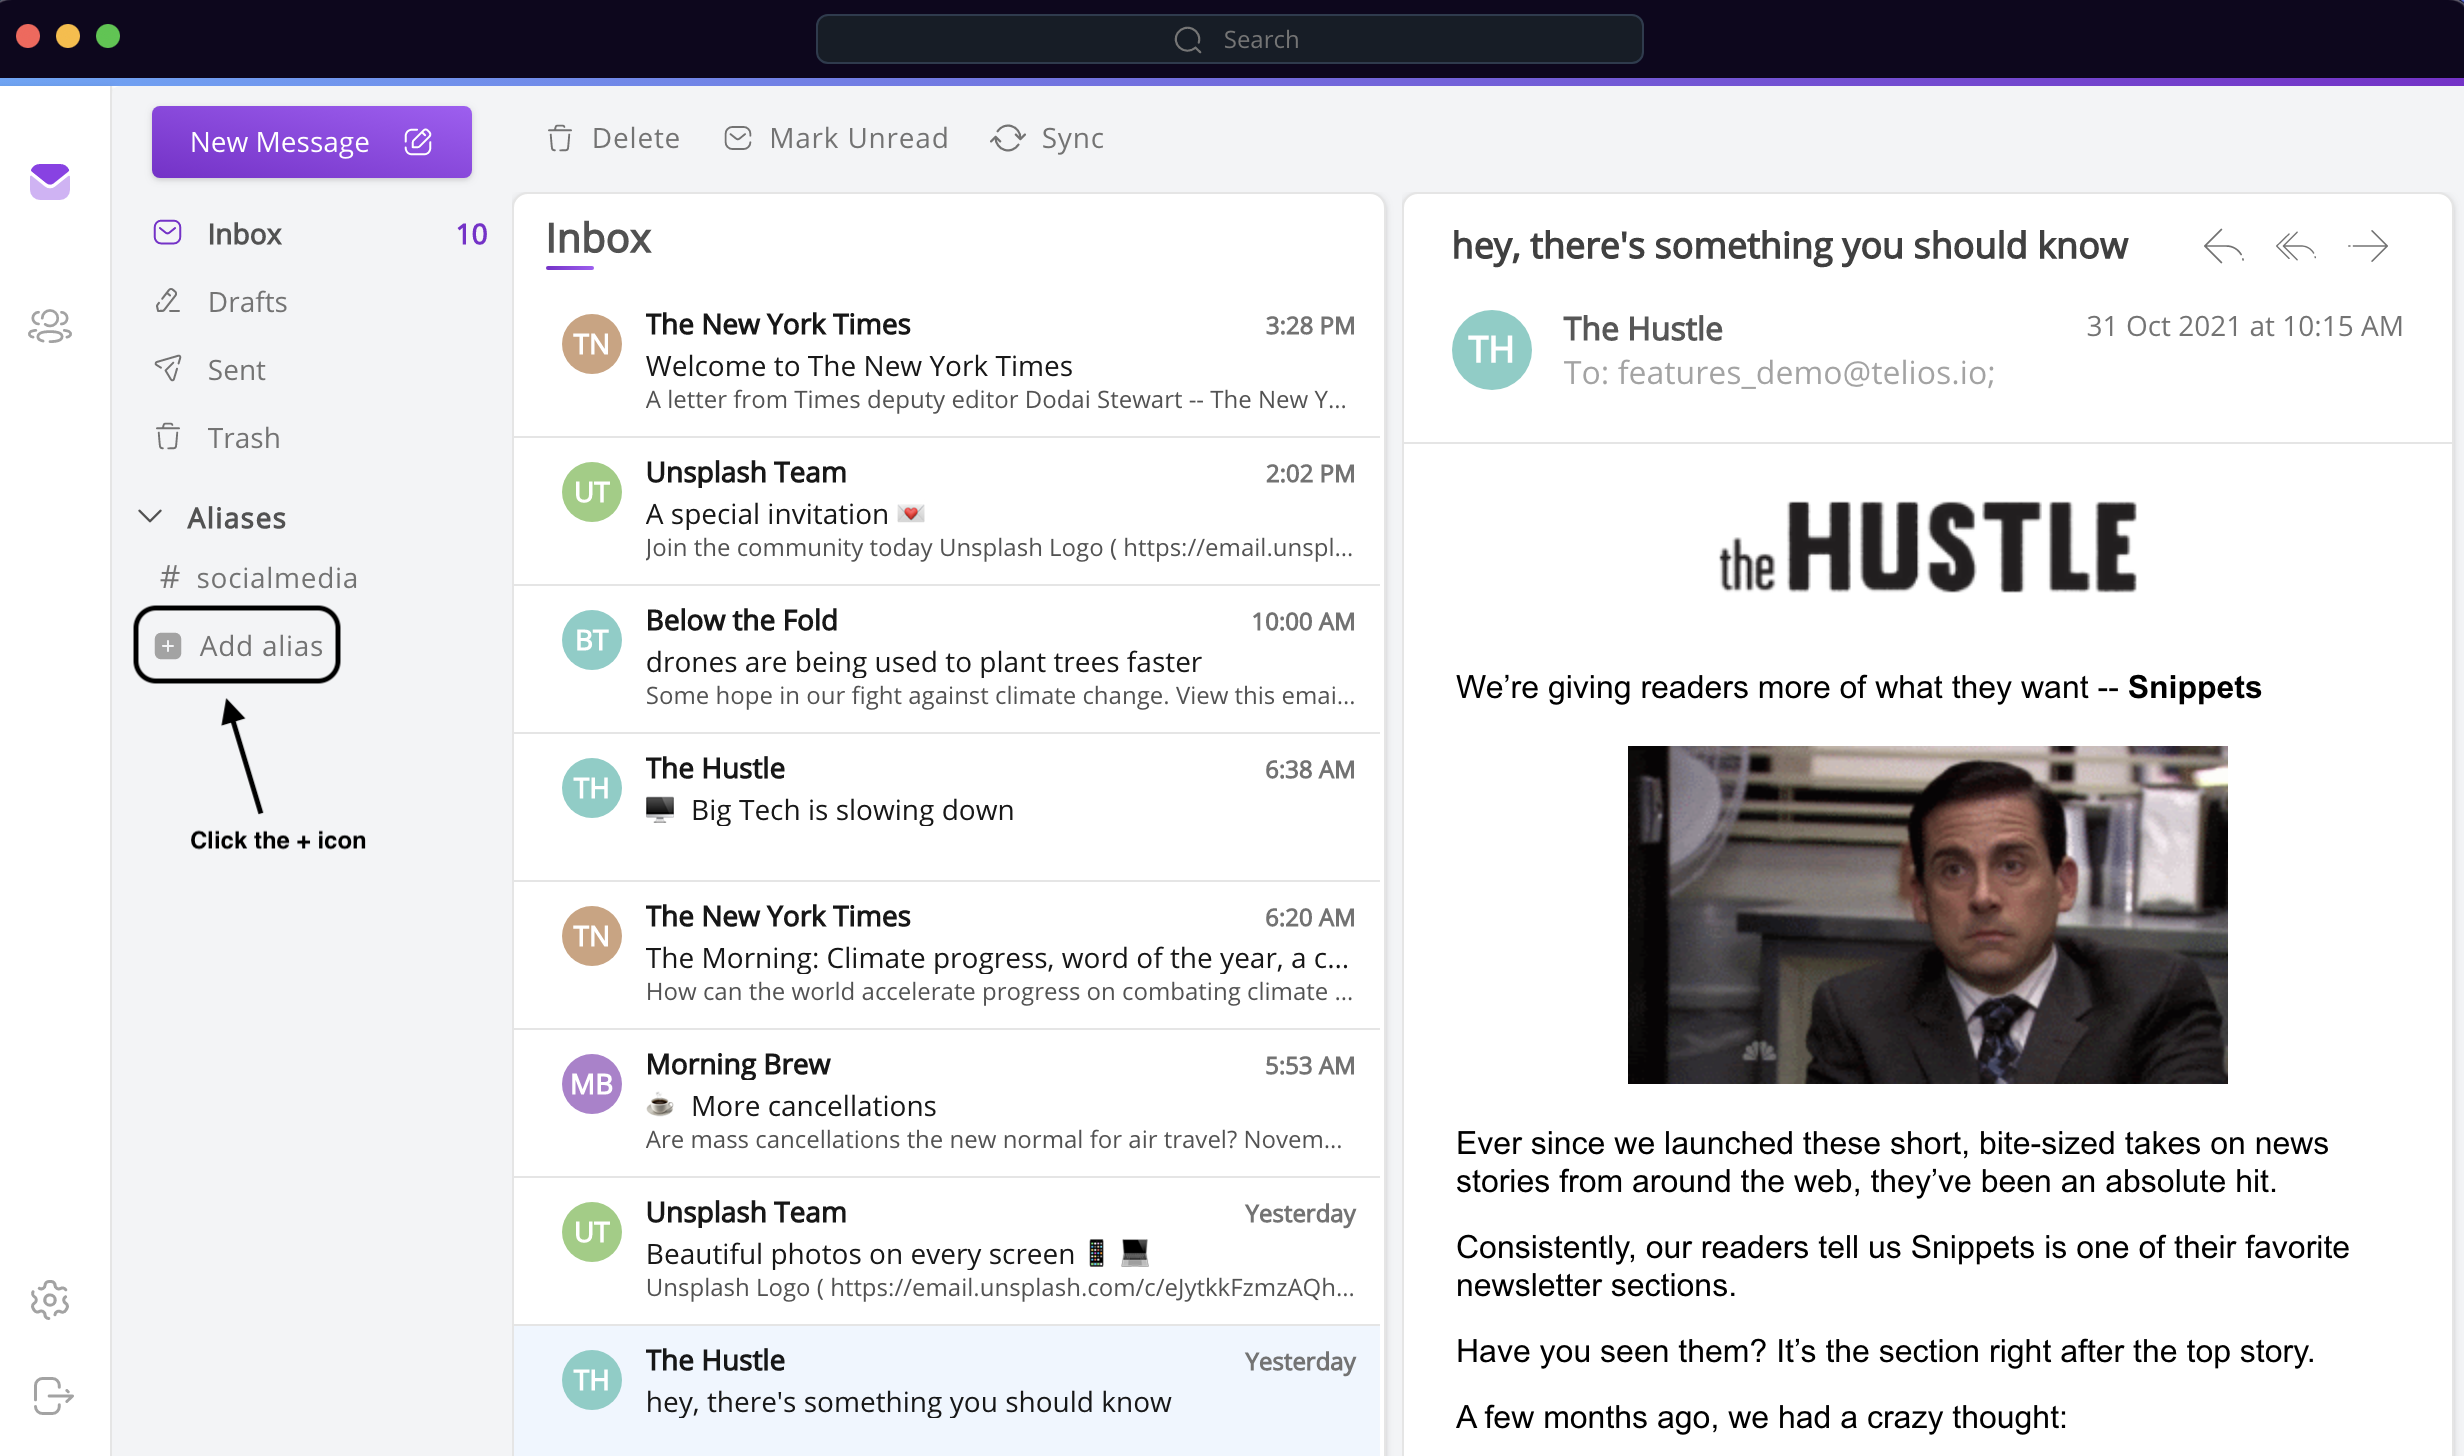 Search
New Message
Delete
Mark Unread
Sync
Inbox 10
Drafts
Sent
Trash
Aliases
# socialmedia
+ Add alias
Click the + icon
Inbox
TN
The New York Times 3:28 PM
Welcome to The New York Times
A letter from Times deputy editor Dodai Stewart -- The New Y...
UT
Unsplash Team 2:02 PM
A special invitation 💌
Join the community today Unsplash Logo ( https://email.unspl...
BT
Below the Fold 10:00 AM
drones are being used to plant trees faster
Some hope in our fight against climate change. View this emai...
TH
The Hustle 6:38 AM
🖥️ Big Tech is slowing down
TN
The New York Times 6:20 AM
The Morning: Climate progress, word of the year, a c...
How can the world accelerate progress on combating climate ...
MB
Morning Brew 5:53 AM
☕ More cancellations
Are mass cancellations the new normal for air travel? Novem...
UT
Unsplash Team Yesterday
Beautiful photos on every screen 📱 💻
Unsplash Logo ( https://email.unsplash.com/c/eJytkkFzmzAQh...
TH
The Hustle Yesterday
hey, there's something you should know
hey, there's something you should know
TH
The Hustle 31 Oct 2021 at 10:15 AM
To: features_demo@telios.io;
the HUSTLE
We’re giving readers more of what they want -- Snippets
Ever since we launched these short, bite-sized takes on news
stories from around the web, they’ve been an absolute hit.
Consistently, our readers tell us Snippets is one of their favorite
newsletter sections.
Have you seen them? It’s the section right after the top story.
A few months ago, we had a crazy thought: